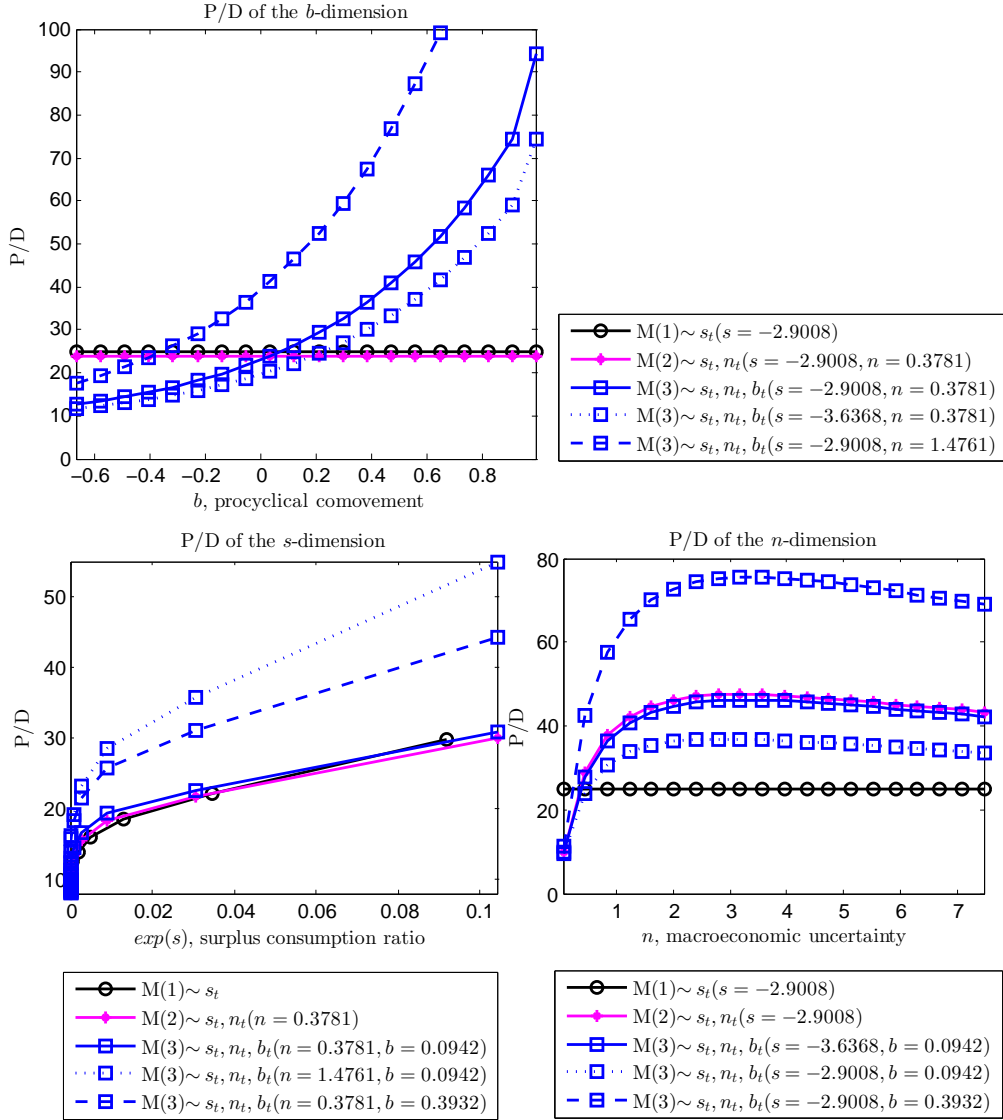 P/D of the b-dimension
100
90
80
70
60
50
40
30
20
10
0
P/D
−0.6 −0.4 −0.2 0 0.2 0.4 0.6 0.8
b, procyclical comovement
M(1)∼ s_t(s = −2.9008)
M(2)∼ s_t, n_t(s = −2.9008, n = 0.3781)
M(3)∼ s_t, n_t, b_t(s = −2.9008, n = 0.3781)
M(3)∼ s_t, n_t, b_t(s = −3.6368, n = 0.3781)
M(3)∼ s_t, n_t, b_t(s = −2.9008, n = 1.4761)
P/D of the s-dimension
50
40
30
20
10
P/D
0 0.02 0.04 0.06 0.08 0.1
exp(s), surplus consumption ratio
M(1)∼ s_t
M(2)∼ s_t, n_t(n = 0.3781)
M(3)∼ s_t, n_t, b_t(n = 0.3781, b = 0.0942)
M(3)∼ s_t, n_t, b_t(n = 1.4761, b = 0.0942)
M(3)∼ s_t, n_t, b_t(n = 0.3781, b = 0.3932)
P/D of the n-dimension
80
60
40
20
0
P/D
1 2 3 4 5 6 7
n, macroeconomic uncertainty
M(1)∼ s_t(s = −2.9008)
M(2)∼ s_t, n_t(s = −2.9008)
M(3)∼ s_t, n_t, b_t(s = −3.6368, b = 0.0942)
M(3)∼ s_t, n_t, b_t(s = −2.9008, b = 0.0942)
M(3)∼ s_t, n_t, b_t(s = −2.9008, b = 0.3932)